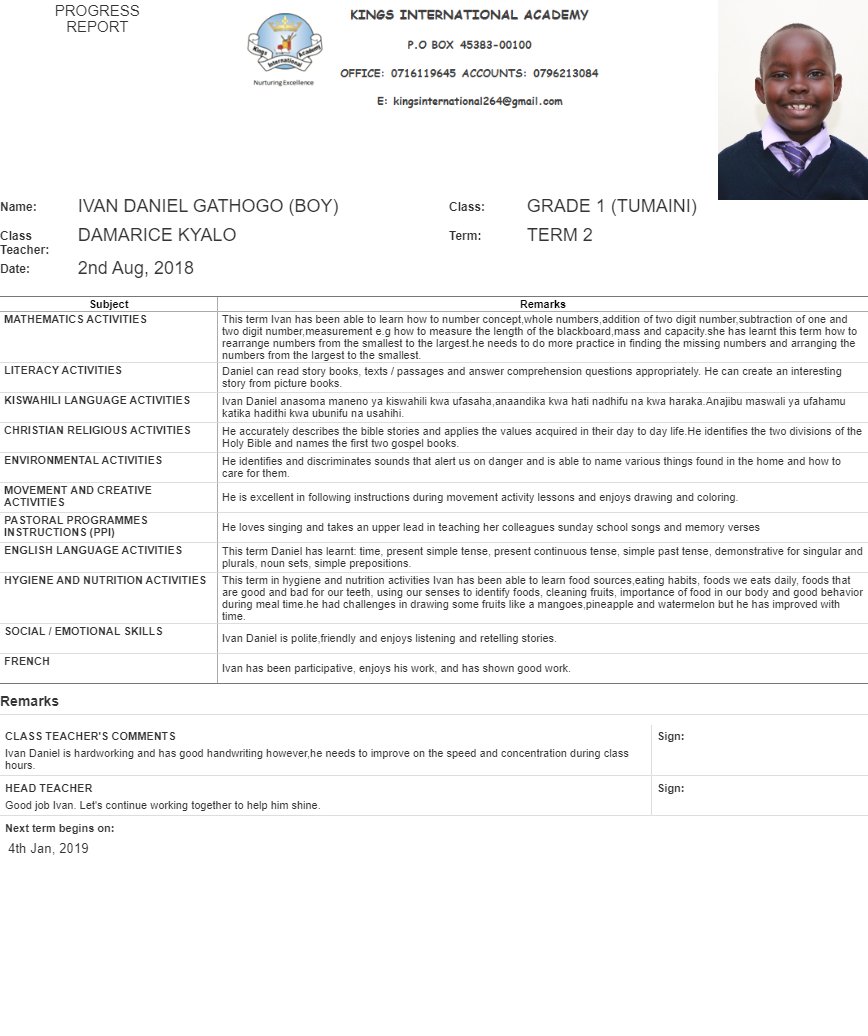 PROGRESS
REPORT
KINGS INTERNATIONAL ACADEMY
P.O BOX 45383-00100
OFFICE: 0716119645 ACCOUNTS: 0796213084
E: kingsinternational264@gmail.com
Kings International Academy
Nurturing Excellence
Name: IVAN DANIEL GATHOGO (BOY) Class: GRADE 1 (TUMAINI)
Class Teacher: DAMARICE KYALO Term: TERM 2
Date: 2nd Aug, 2018
Subject Remarks
MATHEMATICS ACTIVITIES This term Ivan has been able to learn how to number concept,whole numbers,addition of two digit number,subtraction of one and
two digit number,measurement e.g how to measure the length of the blackboard,mass and capacity.she has learnt this term how to
rearrange numbers from the smallest to the largest.he needs to do more practice in finding the missing numbers and arranging the
numbers from the largest to the smallest.
LITERACY ACTIVITIES Daniel can read story books, texts / passages and answer comprehension questions appropriately. He can create an interesting
story from picture books.
KISWAHILI LANGUAGE ACTIVITIES Ivan Daniel anasoma maneno ya kiswahili kwa ufasaha,anaandika kwa hati nadhifu na kwa haraka.Anajibu maswali ya ufahamu
katika hadithi kwa ubunifu na usahihi.
CHRISTIAN RELIGIOUS ACTIVITIES He accurately describes the bible stories and applies the values acquired in their day to day life.He identifies the two divisions of the
Holy Bible and names the first two gospel books.
ENVIRONMENTAL ACTIVITIES He identifies and discriminates sounds that alert us on danger and is able to name various things found in the home and how to
care for them.
MOVEMENT AND CREATIVE
ACTIVITIES
He is excellent in following instructions during movement activity lessons and enjoys drawing and coloring.
PASTORAL PROGRAMMES
INSTRUCTIONS (PPI)
He loves singing and takes an upper lead in teaching her colleagues sunday school songs and memory verses
ENGLISH LANGUAGE ACTIVITIES This term Daniel has learnt: time, present simple tense, present continuous tense, simple past tense, demonstrative for singular and
plurals, noun sets, simple prepositions.
HYGIENE AND NUTRITION ACTIVITIES This term in hygiene and nutrition activities Ivan has been able to learn food sources,eating habits, foods we eats daily, foods that
are good and bad for our teeth, using our senses to identify foods, cleaning fruits, importance of food in our body and good behavior
during meal time.he had challenges in drawing some fruits like a mangoes,pineapple and watermelon but he has improved with
time.
SOCIAL / EMOTIONAL SKILLS Ivan Daniel is polite,friendly and enjoys listening and retelling stories.
FRENCH Ivan has been participative, enjoys his work, and has shown good work.
Remarks
CLASS TEACHER'S COMMENTS Sign:
Ivan Daniel is hardworking and has good handwriting however,he needs to improve on the speed and concentration during class
hours.
HEAD TEACHER Sign:
Good job Ivan. Let's continue working together to help him shine.
Next term begins on:
4th Jan, 2019